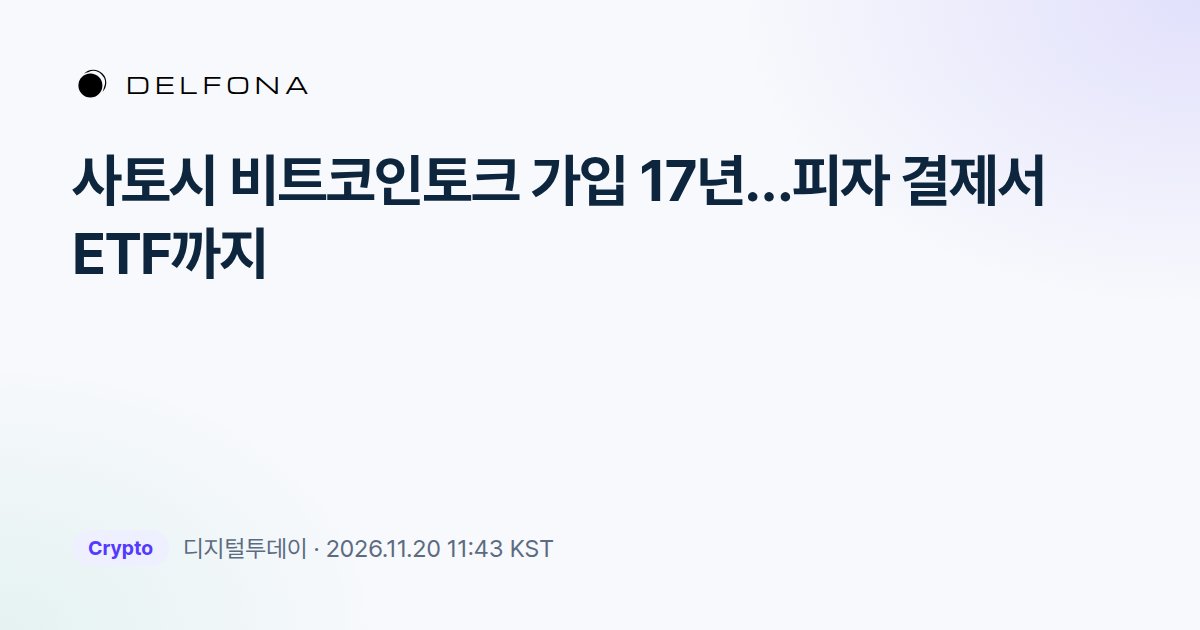 DELFONA
사토시 비트코인토크 가입 17년…피자 결제서
ETF까지
Crypto 디지털투데이 · 2026.11.20 11:43 KST